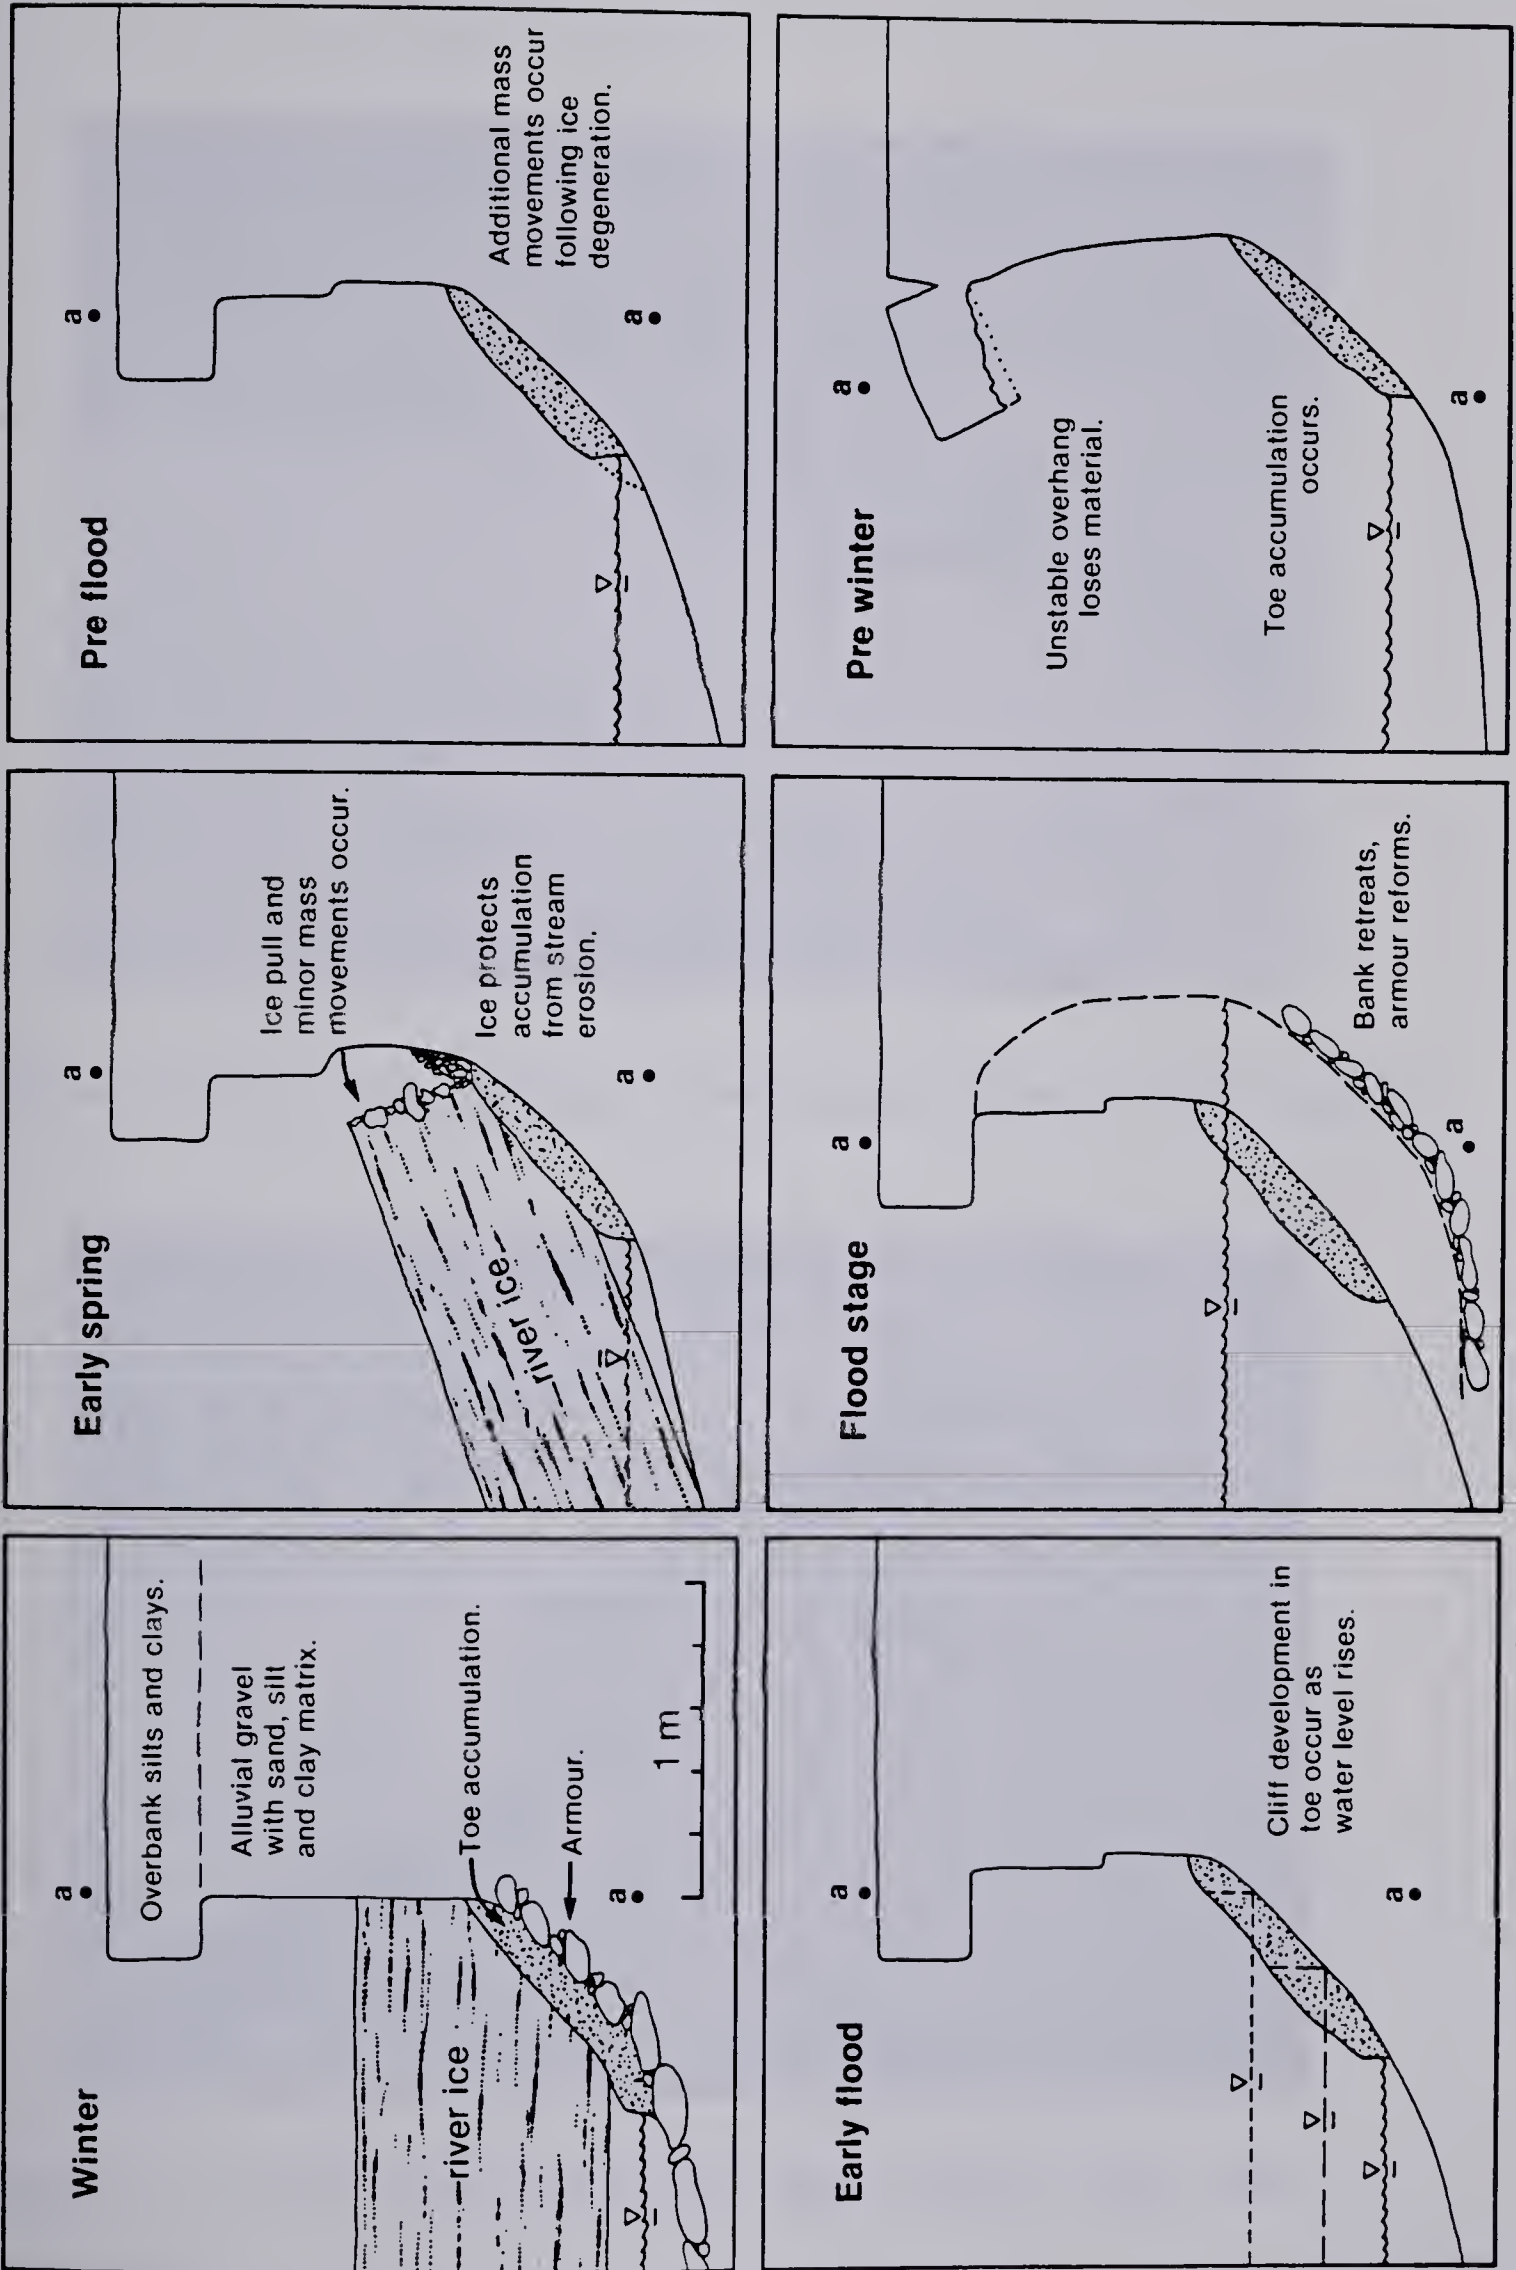 Winter
a
Overbank silts and clays.
Alluvial gravel
with sand, silt
and clay matrix.
river ice
Toe accumulation.
Armour.
a
1 m
Early spring
a
Ice pull and
minor mass
movements occur.
river ice
Ice protects
accumulation
from stream
erosion.
a
Pre flood
a
Additional mass
movements occur
following ice
degeneration.
a
Early flood
a
Cliff development in
toe occur as
water level rises.
a
Flood stage
a
Bank retreats,
armour reforms.
a
Pre winter
a
Unstable overhang
loses material.
Toe accumulation
occurs.
a